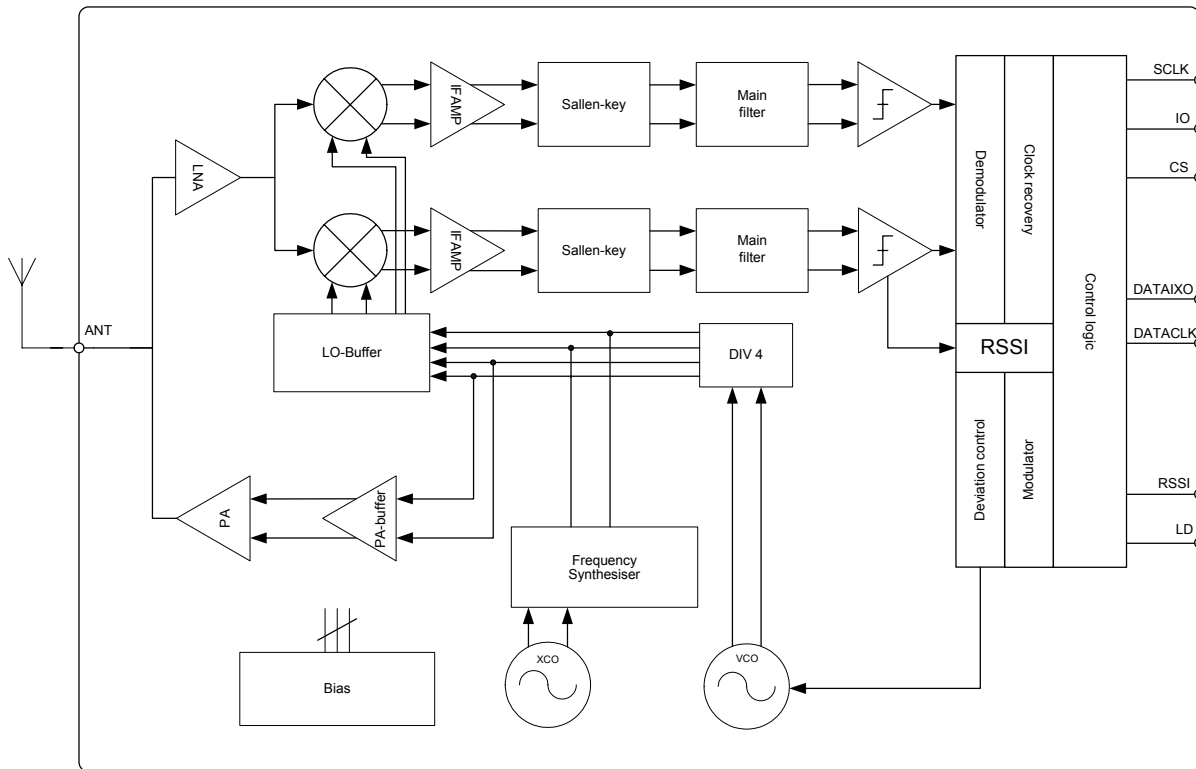 SCLK
IFAMP
Sallen-key
Main
filter
IO
LNA
CS
Demodulator
Clock recovery
IFAMP
Sallen-key
Main
filter
Control logic
DATAIXO
ANT
DATACLK
LO-Buffer
DIV 4
RSSI
Deviation control
Modulator
RSSI
PA
PA-buffer
LD
Frequency
Synthesiser
XCO
VCO
Bias